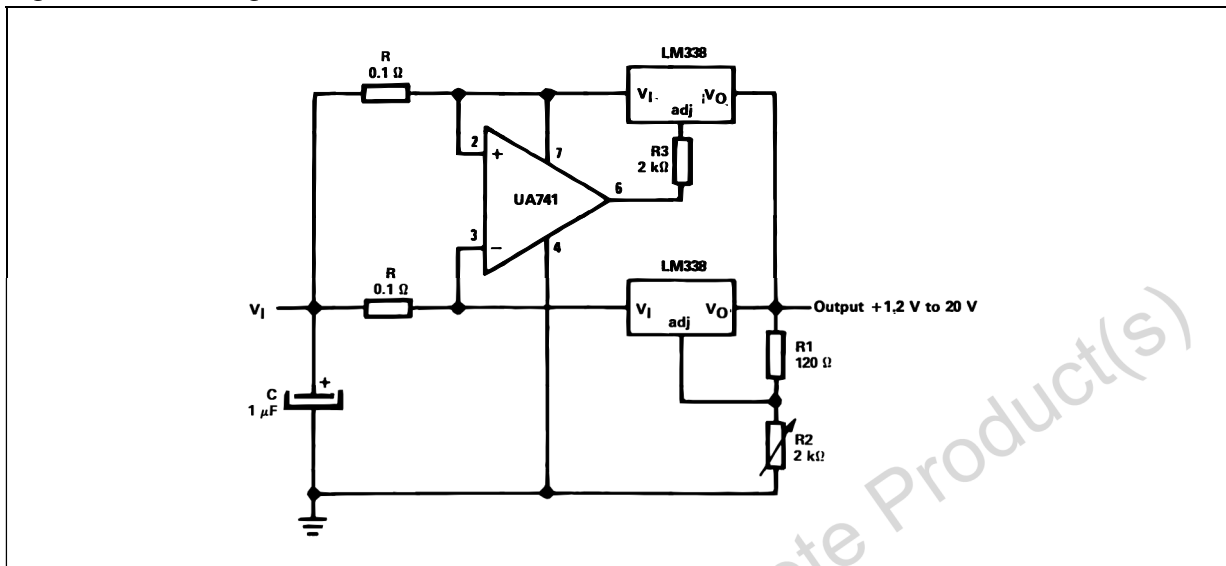 R
0.1 Ω
LM338
VI
VO
adj
R3
2 kΩ
2
+
7
6
UA741
3
−
4
R
0.1 Ω
LM338
VI
VI
VO
adj
Output +1,2 V to 20 V
R1
120 Ω
C
1 µF
+
R2
2 kΩ
ete Product(s)